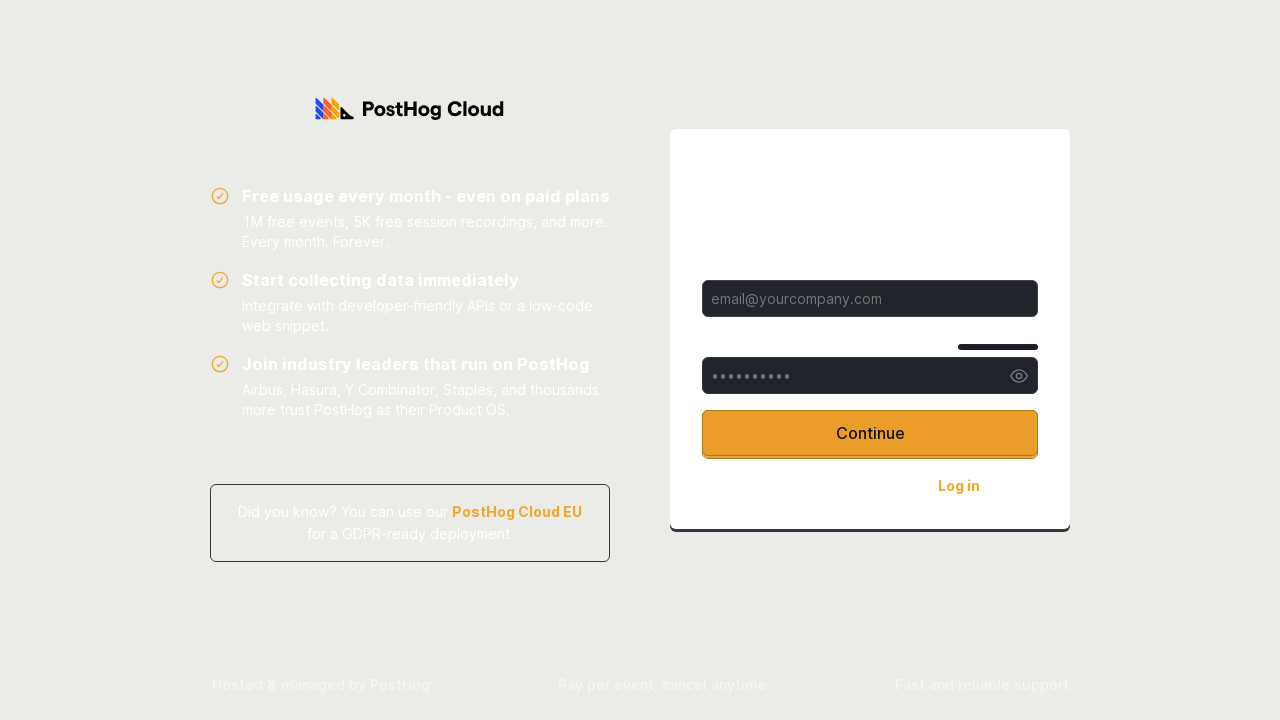 PostHog Cloud
Free usage every month - even on paid plans
1M free events, 5K free session recordings, and more.
Every month. Forever.
Start collecting data immediately
Integrate with developer-friendly APIs or a low-code
web snippet.
Join industry leaders that run on PostHog
Airbus, Hasura, Y Combinator, Staples, and thousands
more trust PostHog as their Product OS.
Did you know? You can use our PostHog Cloud EU
for a GDPR-ready deployment.
email@yourcompany.com
••••••••••
Continue
Log in
Hosted & managed by PostHog
Pay per event, cancel anytime
Fast and reliable support